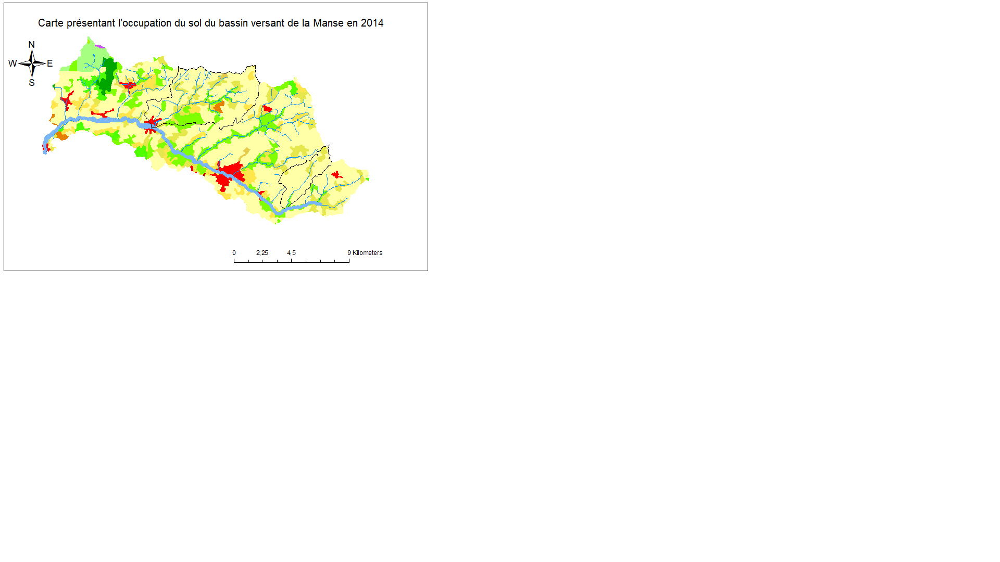 Carte présentant l'occupation du sol du bassin versant de la Manse en 2014
N
W E
S
0 2,25 4,5 9 Kilometers